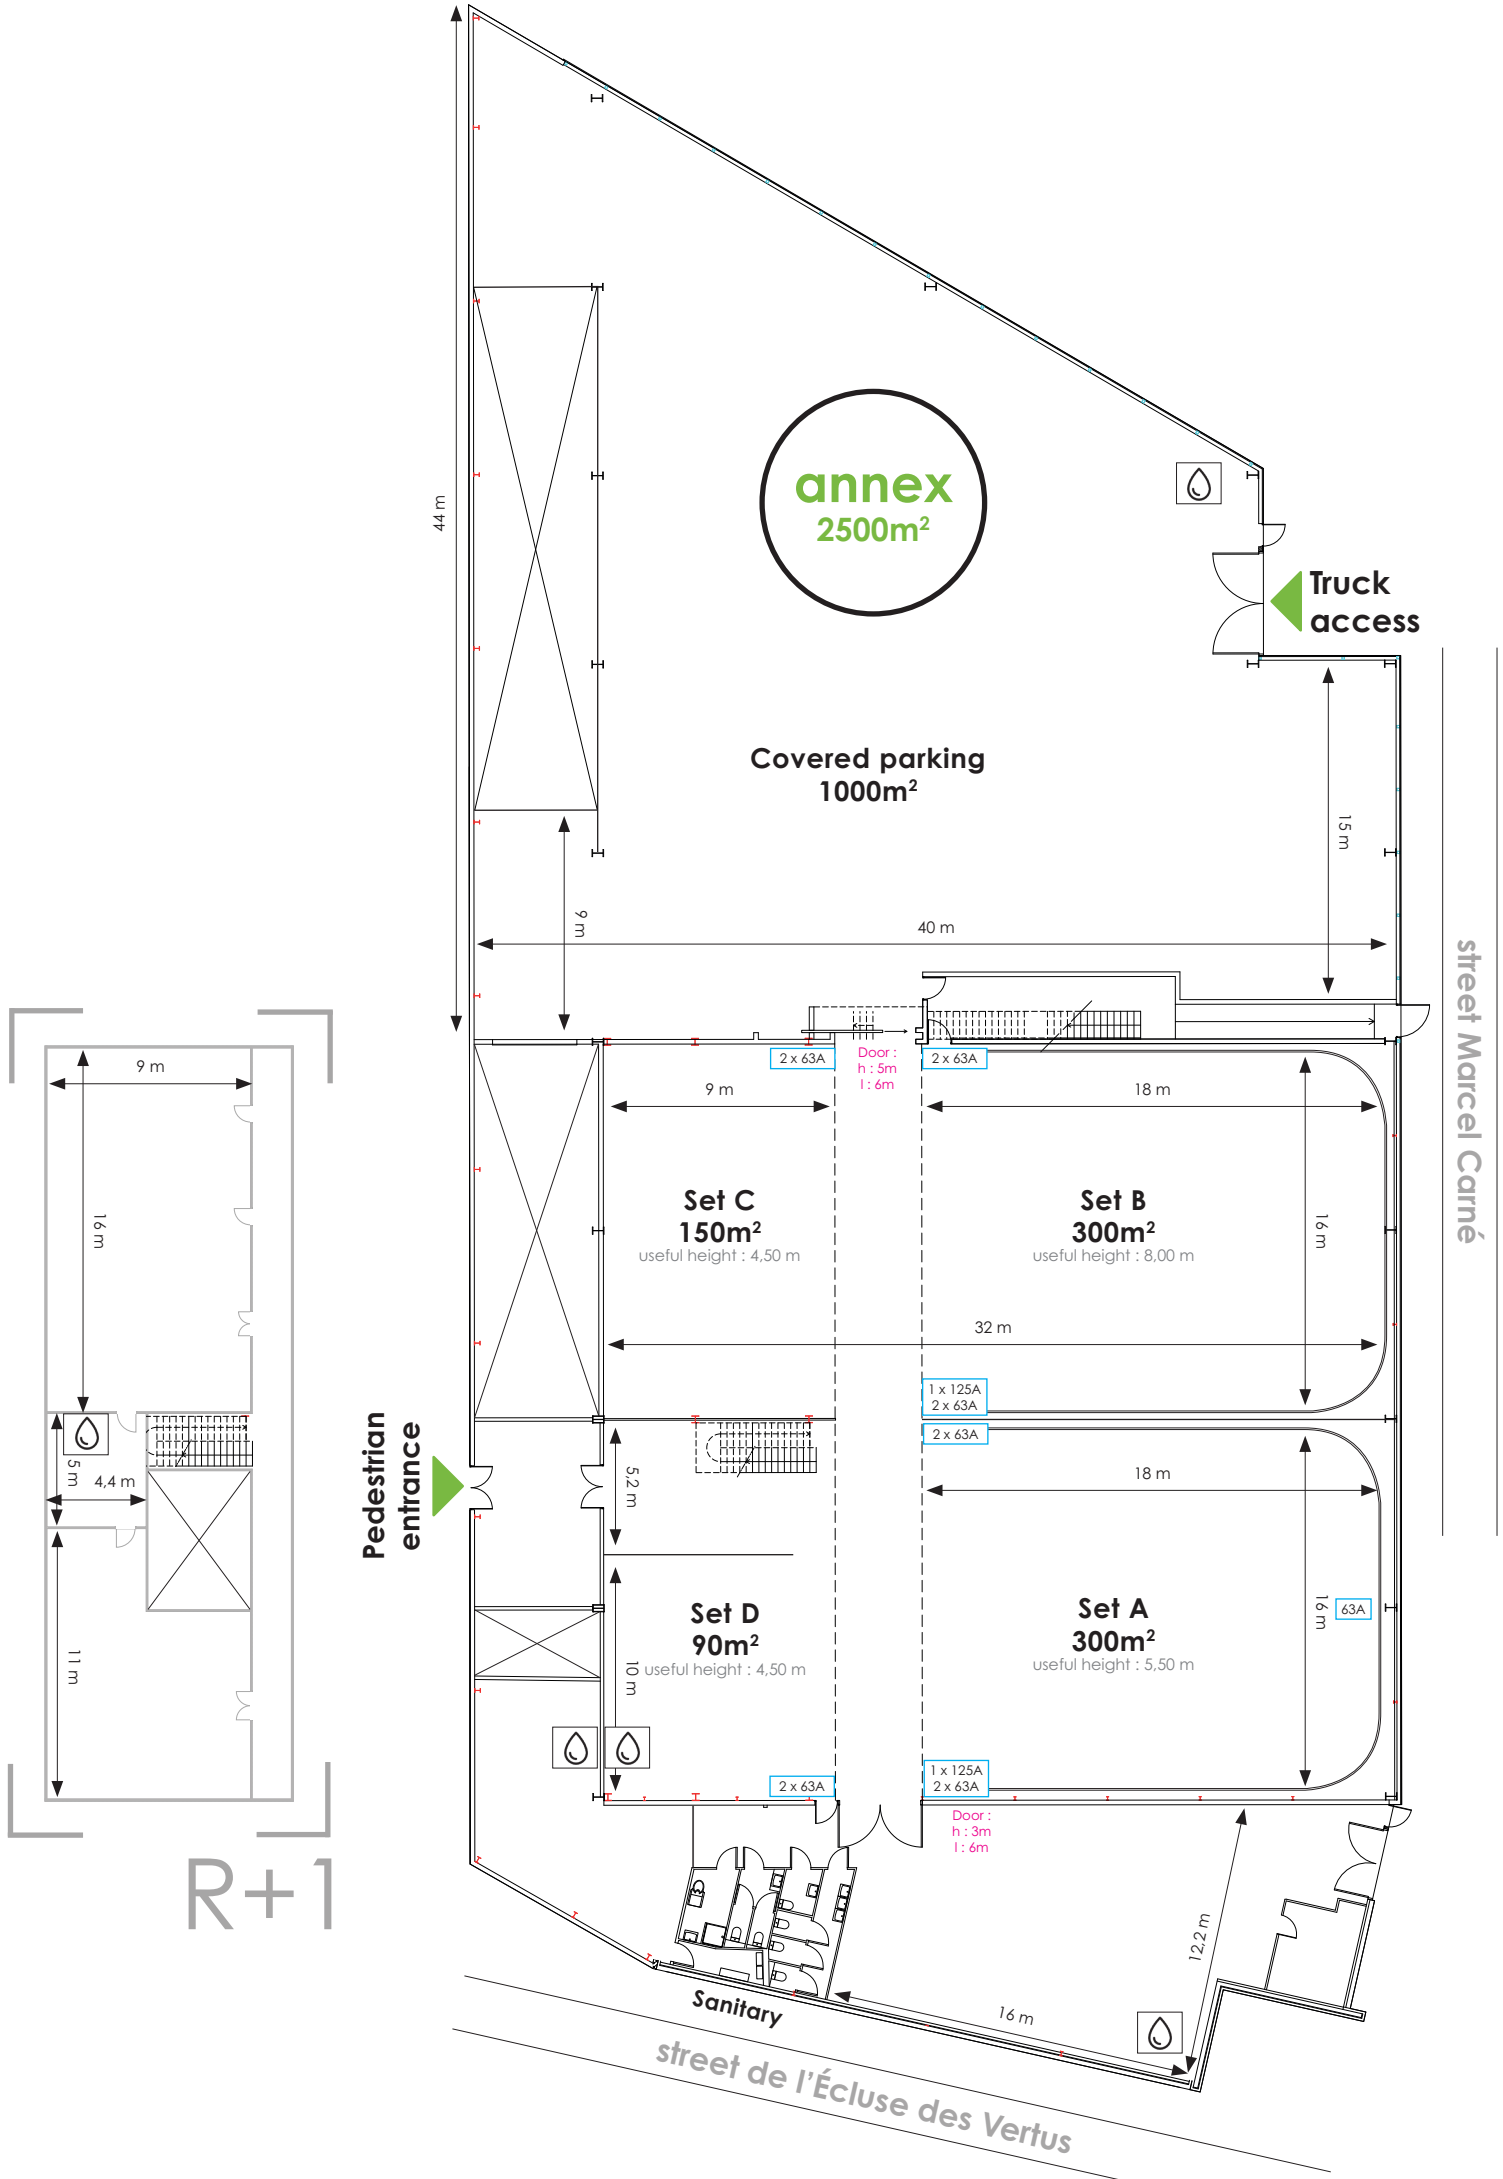 44 m
annex
2500m²
Truck
access
Covered parking
1000m²
15 m
9 m
40 m
street Marcel Carné
2 x 63A
Door :
h : 5m
l : 6m
2 x 63A
9 m
18 m
9 m
16 m
Set C
150m²
useful height : 4,50 m
Set B
300m²
useful height : 8,00 m
16 m
32 m
1 x 125A
2 x 63A
2 x 63A
Pedestrian
entrance
5 m
4,4 m
5,2 m
18 m
Set D
90m²
useful height : 4,50 m
10 m
Set A
300m²
useful height : 5,50 m
16 m
63A
11 m
2 x 63A
1 x 125A
2 x 63A
Door :
h : 3m
l : 6m
R+1
12,2 m
16 m
Sanitary
street de l'Écluse des Vertus